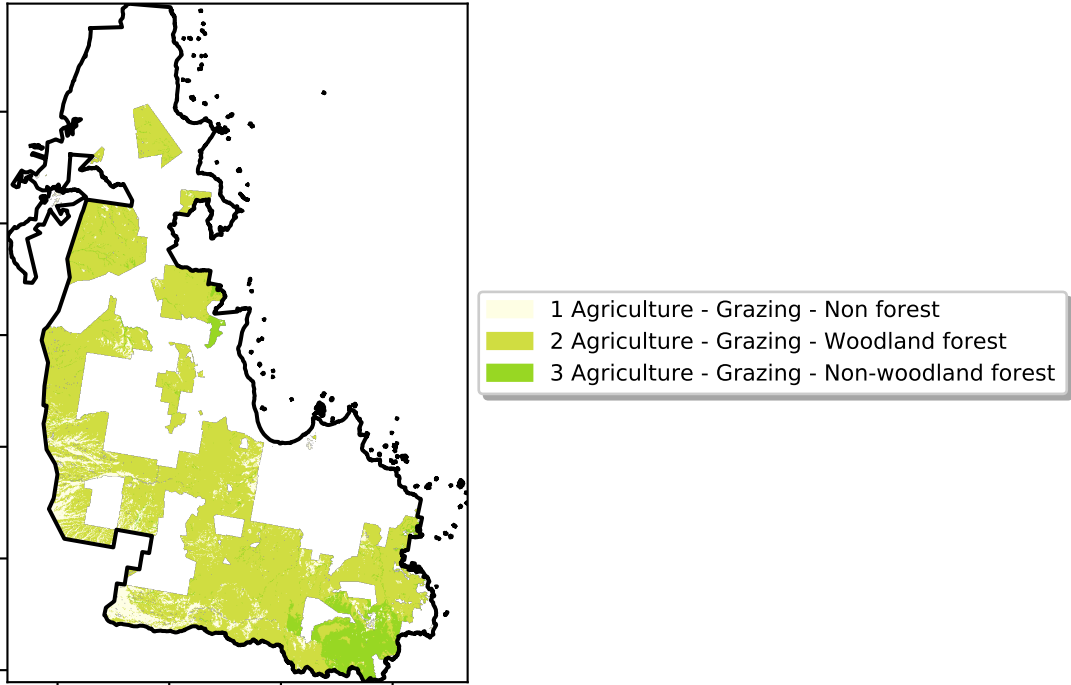 1 Agriculture - Grazing - Non forest
2 Agriculture - Grazing - Woodland forest
3 Agriculture - Grazing - Non-woodland forest